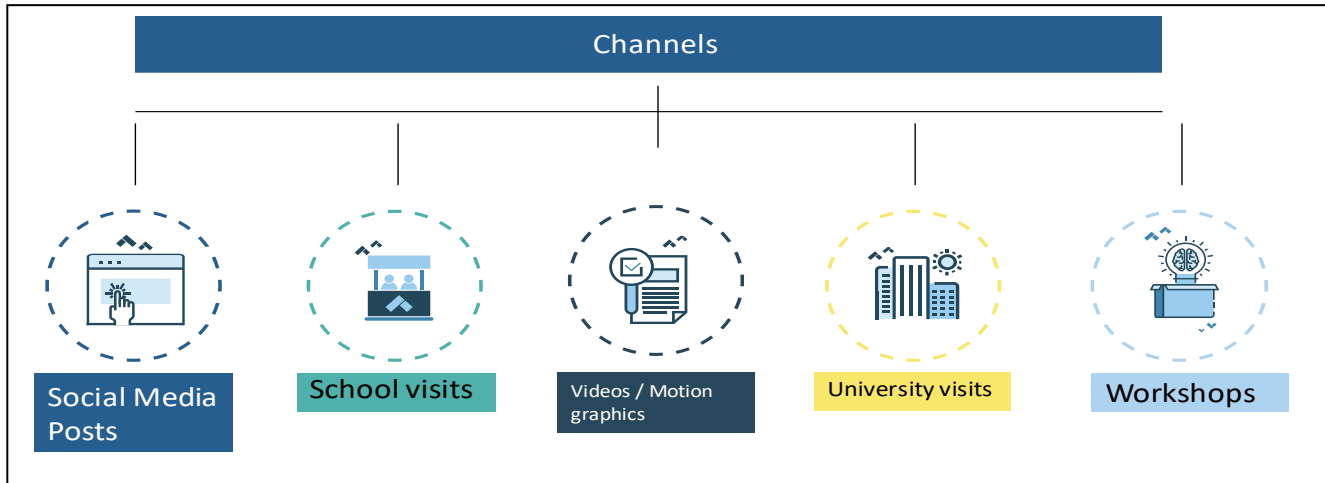 Channels
Social Media
Posts
School visits
Videos / Motion
graphics
University visits
Workshops